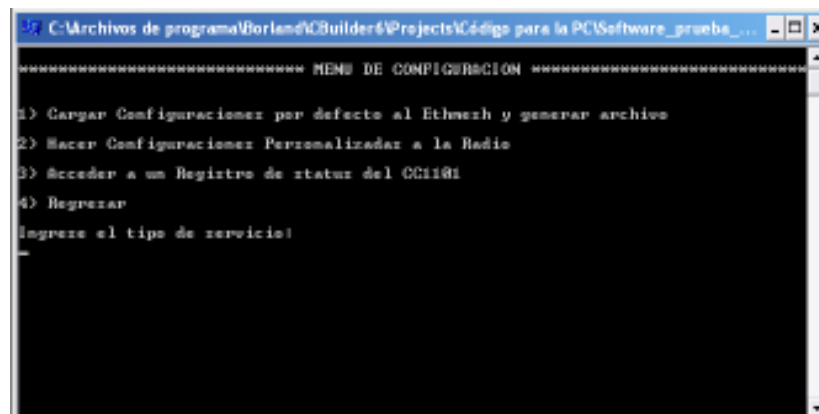 C:\Archivos de programa\Borland\CBuilder6\Projects\Código para la PC\Software_prueba_...
***************************** MENU DE CONFIGURACION ****************************
1) Cargar Configuraciones por defecto al Ethmesh y generar archivo
2) Hacer Configuraciones Personalizadas a la Radio
3) Acceder a un Registro de status del CC1101
4) Regresar
Ingrese el tipo de servicio: